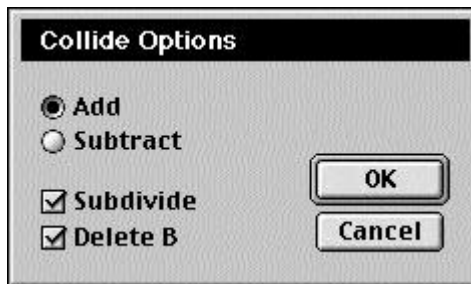 Collide Options
Add
Subtract
Subdivide
Delete B
OK
Cancel